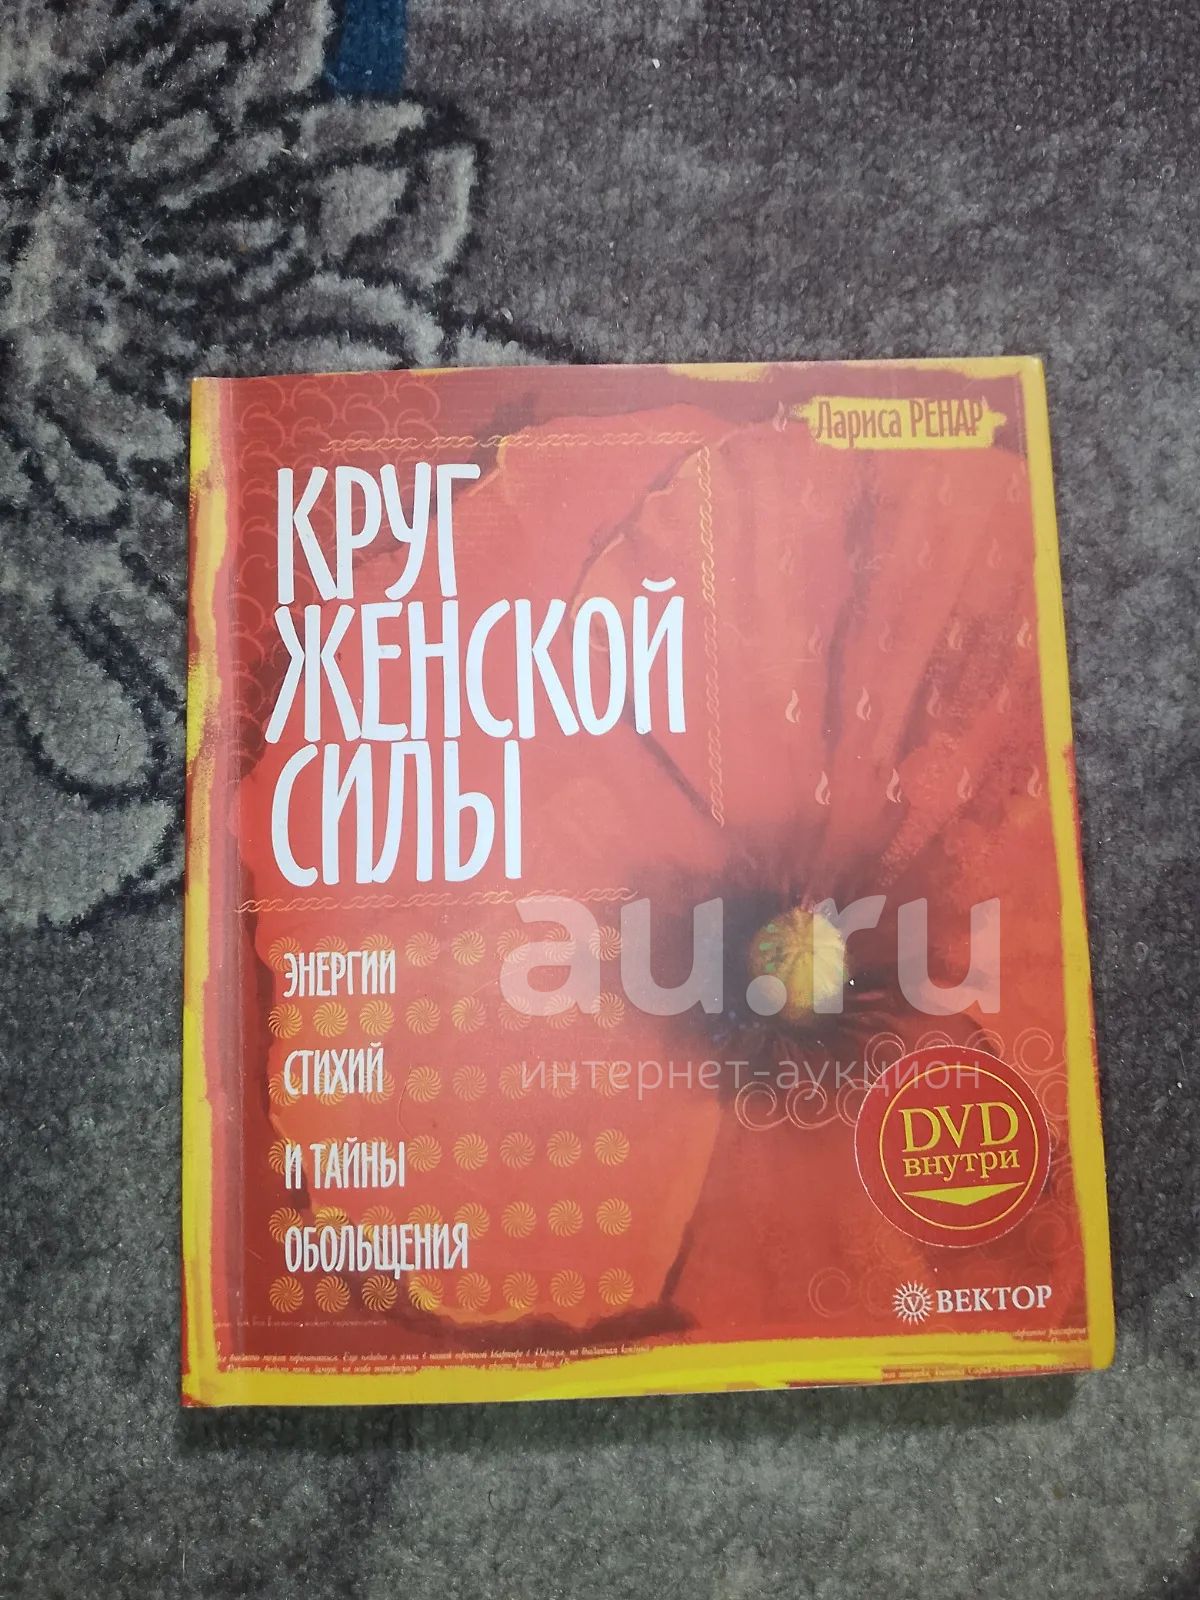 Лариса РЕНАР
КРУГ
ЖЕНСКОЙ
СИЛЫ
ЭНЕРГИИ
СТИХИЙ
И ТАЙНЫ
ОБОЛЬЩЕНИЯ
au.ru
интернет-аукцион
DVD
внутри
V ВЕКТОР